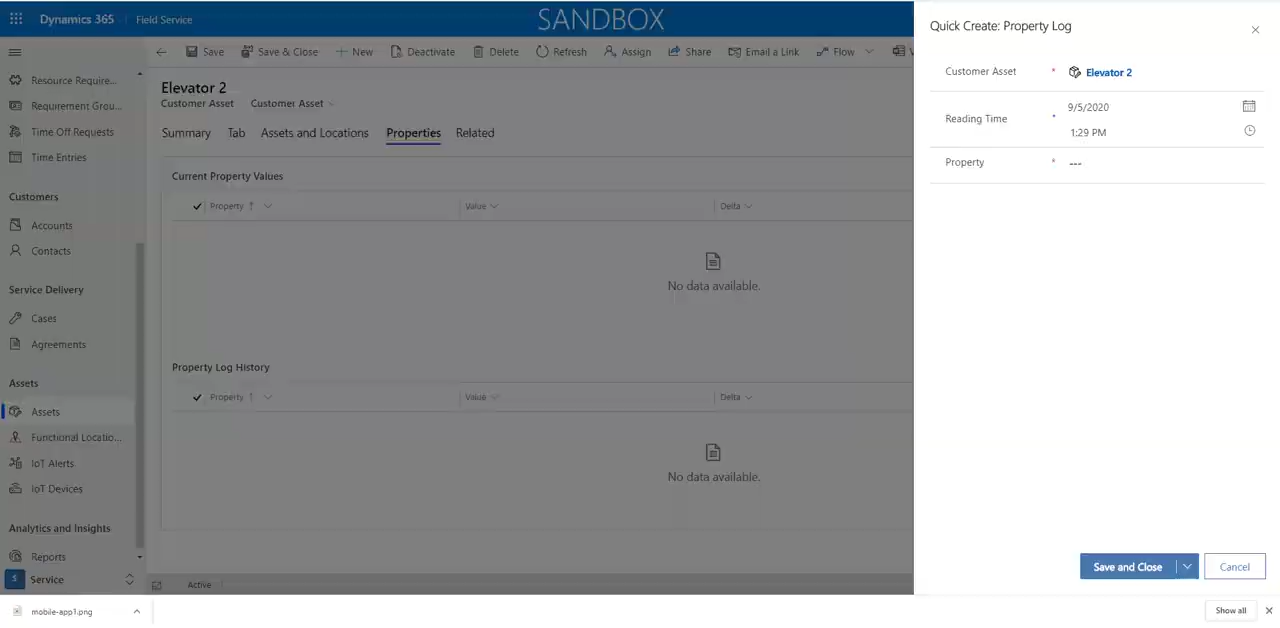 Dynamics 365 Field Service SANDBOX
Save Save & Close New Deactivate Delete Refresh Assign Share Email a Link Flow
Resource Require...
Requirement Grou...
Time Off Requests
Time Entries
Customers
Accounts
Contacts
Service Delivery
Cases
Agreements
Assets
Assets
Functional Locatio...
IoT Alerts
IoT Devices
Analytics and Insights
Reports
S Service
Elevator 2
Customer Asset Customer Asset
Summary Tab Assets and Locations Properties Related
Current Property Values
Property Value Delta
No data available.
Property Log History
Property Value Delta
No data available.
Active
Quick Create: Property Log
Customer Asset * Elevator 2
Reading Time * 9/5/2020
1:29 PM
Property * ---
Save and Close Cancel
mobile-app1.png Show all